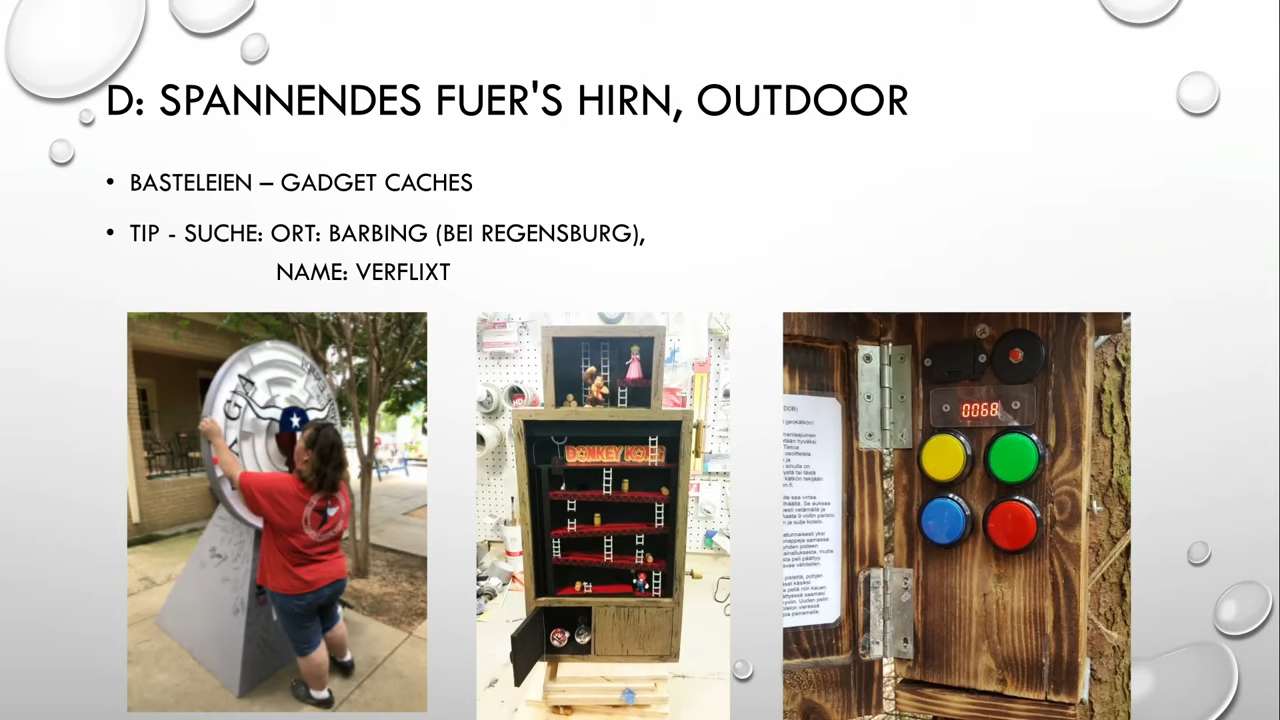 D: SPANNENDES FUER'S HIRN, OUTDOOR
• BASTELEIEN – GADGET CACHES
• TIP - SUCHE: ORT: BARBING (BEI REGENSBURG),
NAME: VERFLIXT
DONKEY KONG
0068